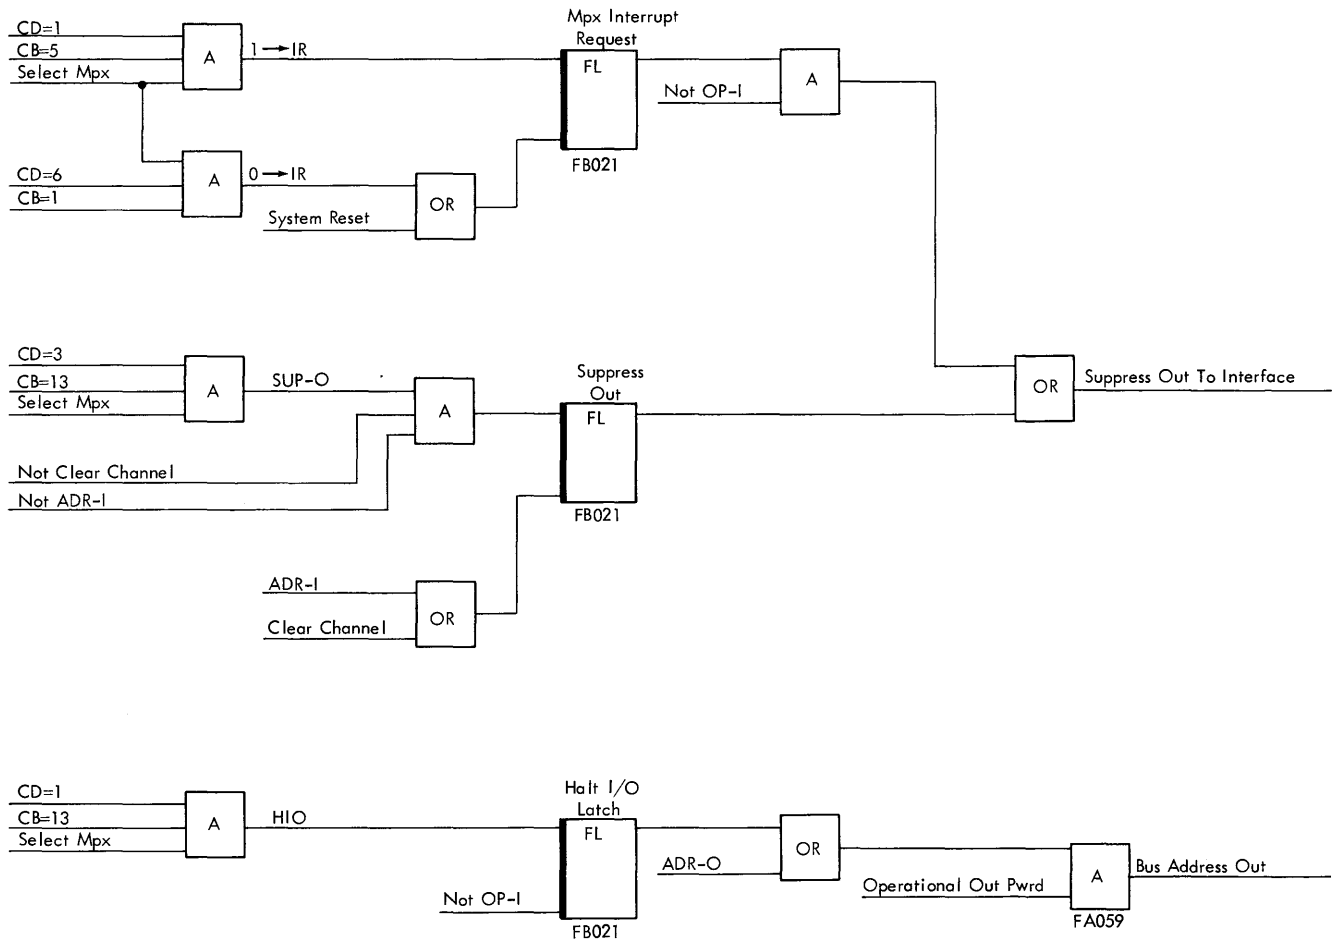 Mpx Interrupt
Request
CD=1
CB=5
Select Mpx
A
1→IR
FL
FB021
Not OP-I
A
CD=6
CB=1
A
0→IR
System Reset
OR
CD=3
CB=13
Select Mpx
A
SUP-O
Not Clear Channel
Not ADR-I
A
Suppress
Out
FL
FB021
OR
Suppress Out To Interface
ADR-I
Clear Channel
OR
CD=1
CB=13
Select Mpx
A
HIO
Halt I/O
Latch
FL
FB021
Not OP-I
ADR-O
OR
Operational Out Pwrd
A
FA059
Bus Address Out